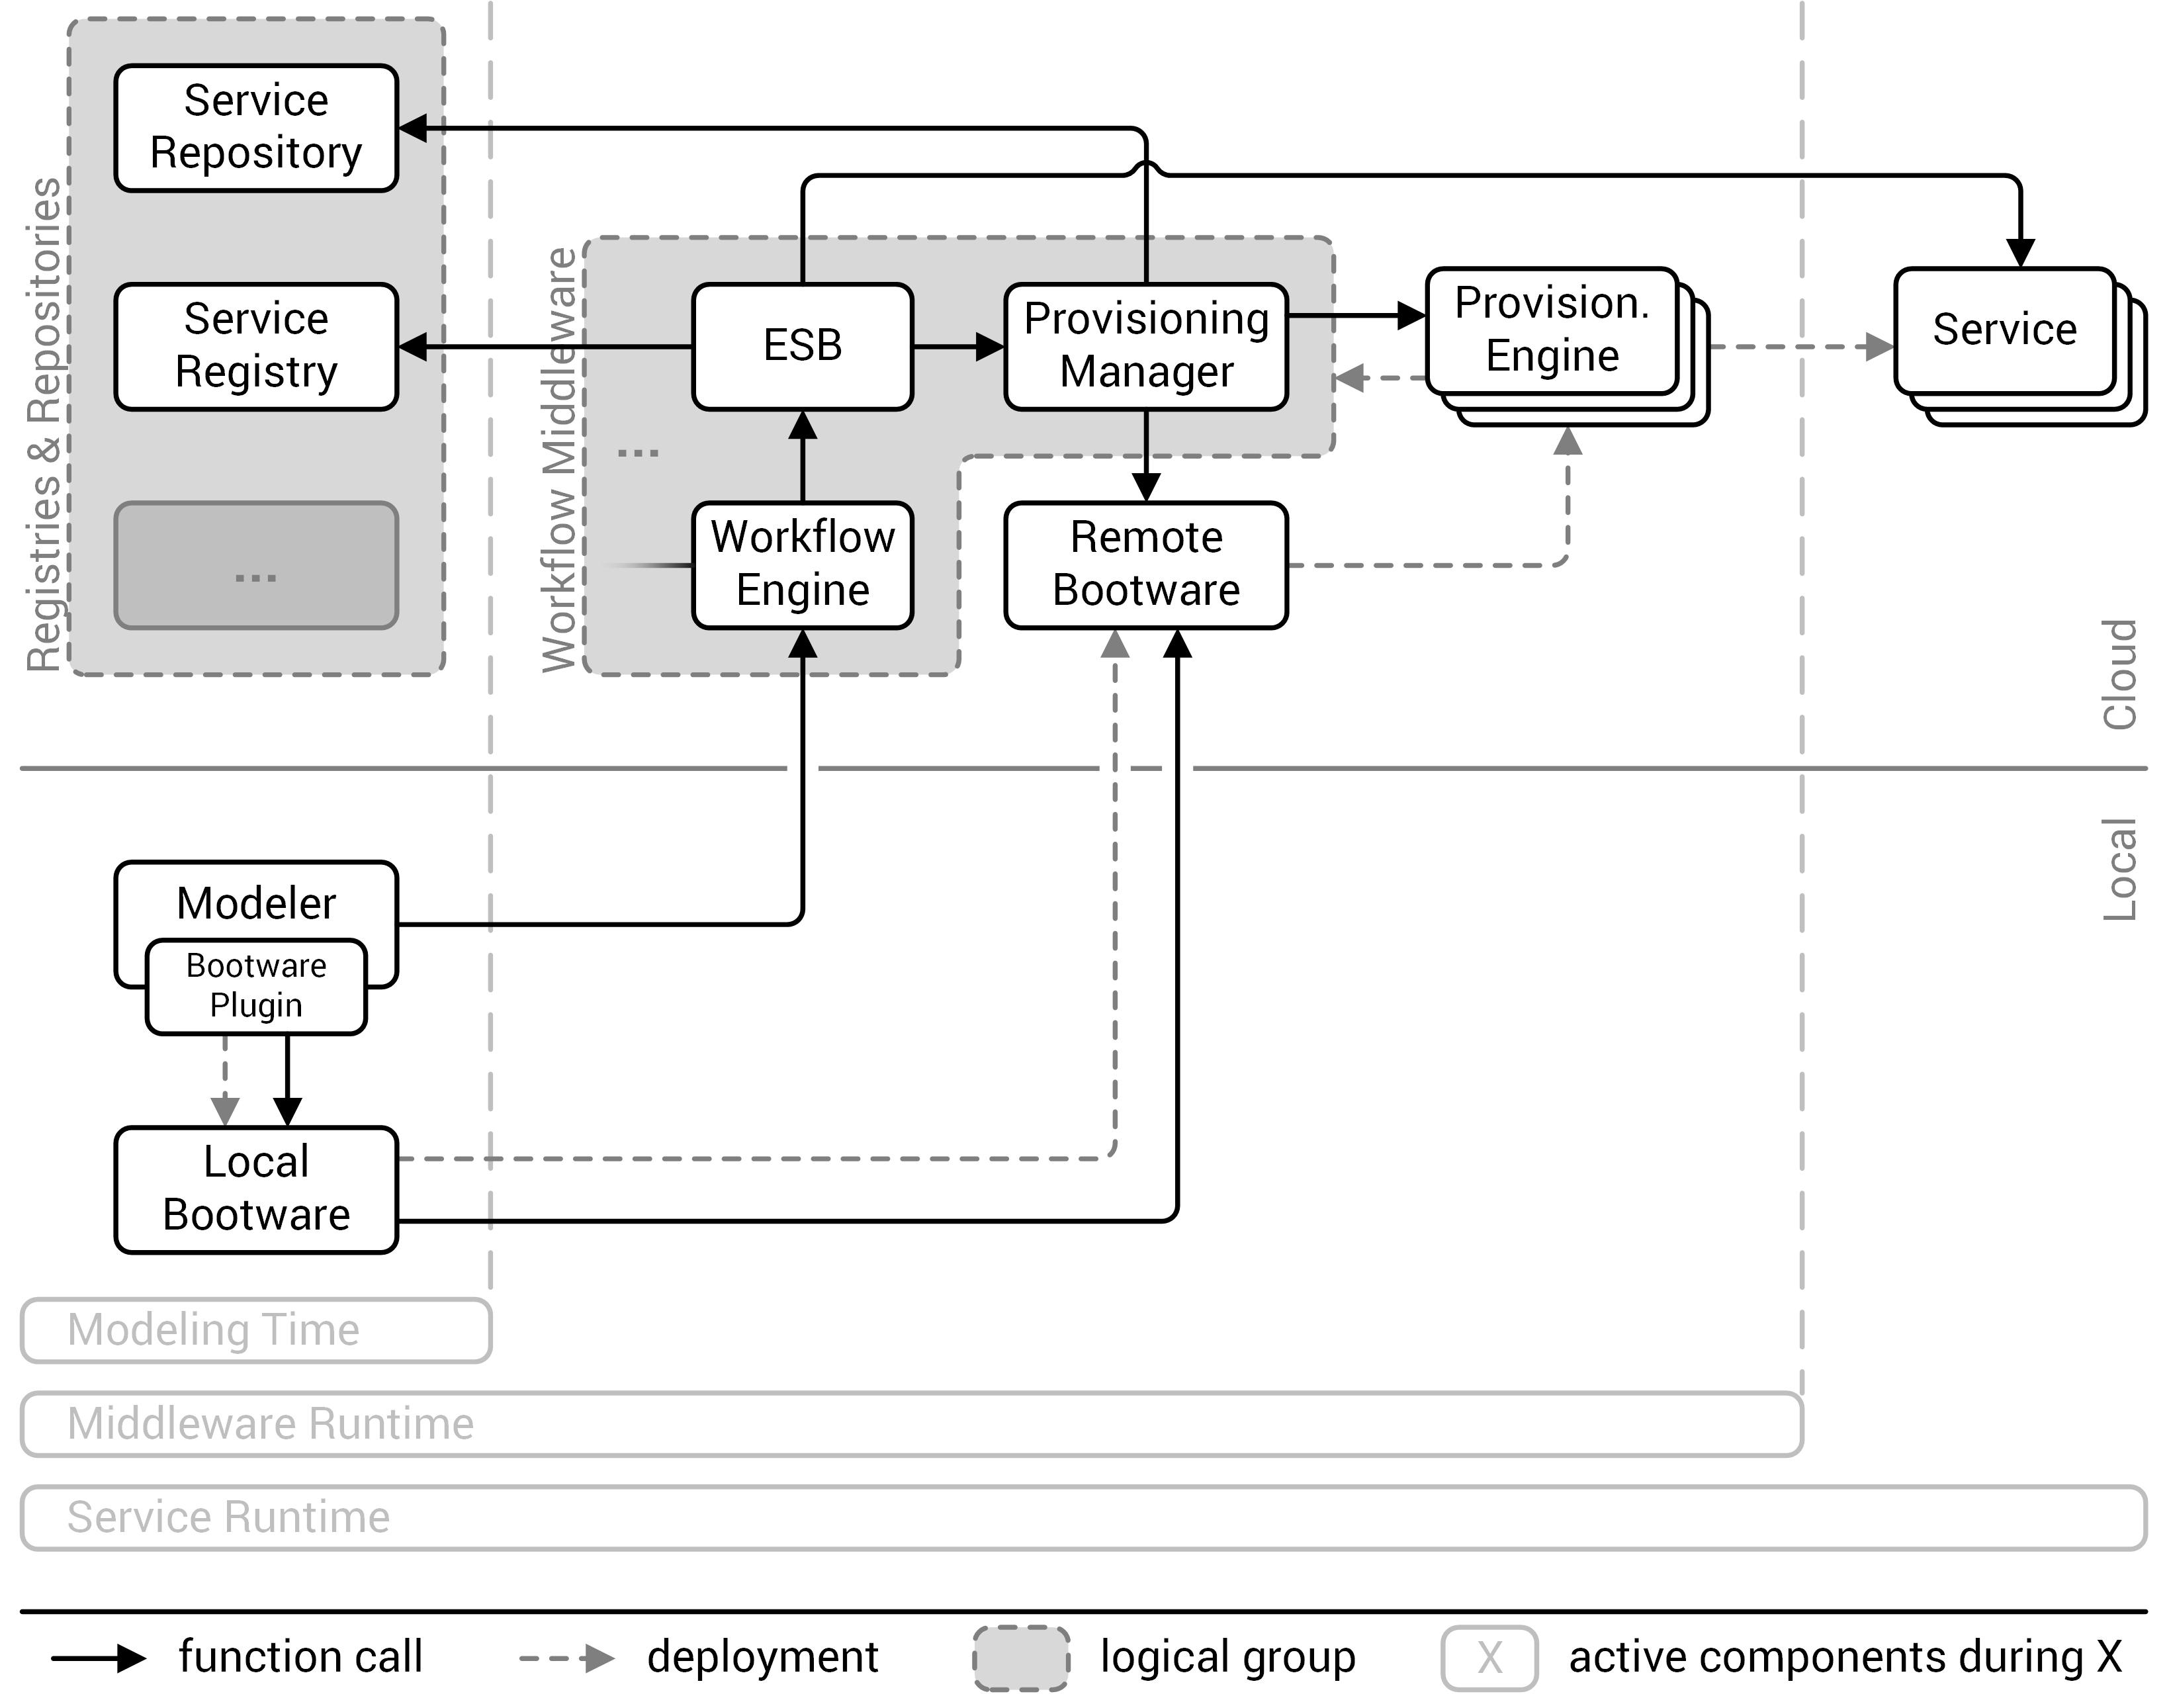 Registries & Repositories
Service
Repository
Service
Registry
...
Workflow Middleware
ESB
Provisioning
Manager
Provision.
Engine
Service
...
Workflow
Engine
Remote
Bootware
Cloud
Local
Modeler
Bootware
Plugin
Local
Bootware
Modeling Time
Middleware Runtime
Service Runtime
function call
deployment
logical group
X
active components during X